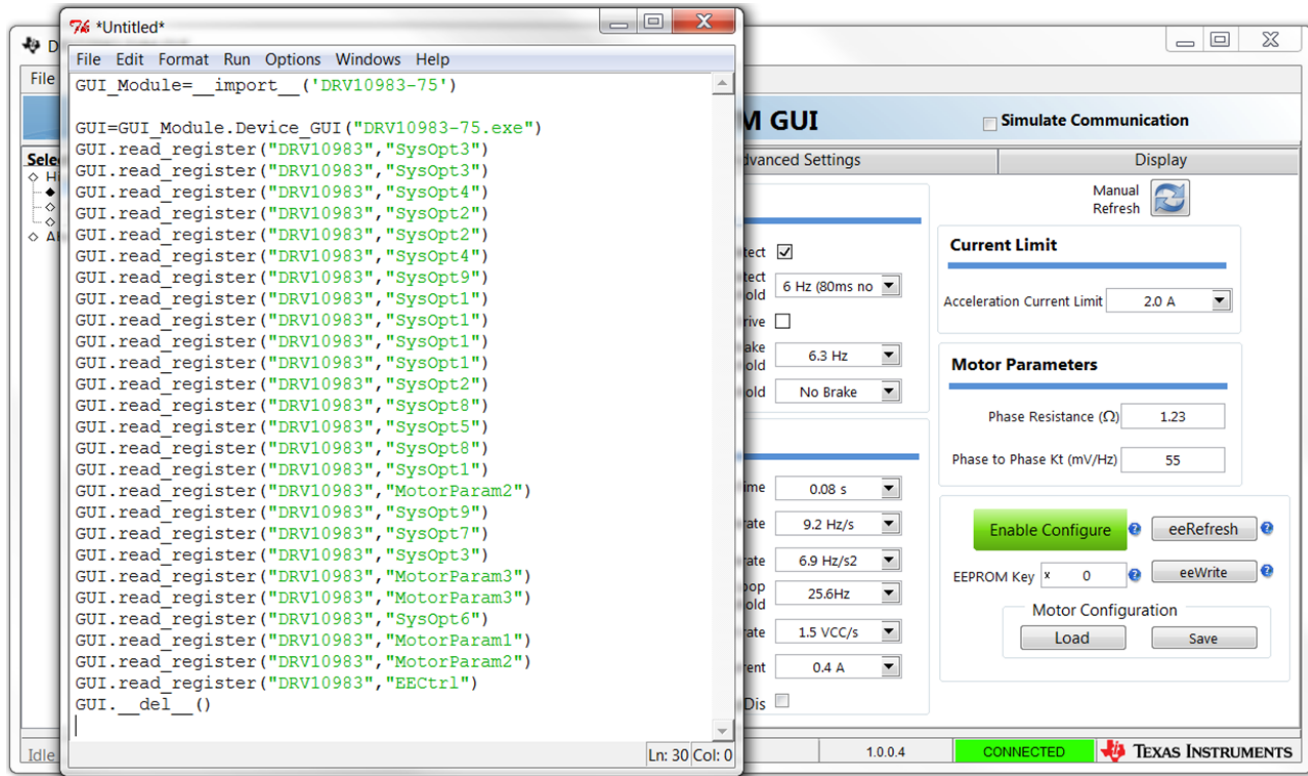 *Untitled*
File Edit Format Run Options Windows Help
GUI_Module=__import__('DRV10983-75')
GUI=GUI_Module.Device_GUI("DRV10983-75.exe")
GUI.read_register("DRV10983","SysOpt3")
GUI.read_register("DRV10983","SysOpt3")
GUI.read_register("DRV10983","SysOpt4")
GUI.read_register("DRV10983","SysOpt2")
GUI.read_register("DRV10983","SysOpt2")
GUI.read_register("DRV10983","SysOpt4")
GUI.read_register("DRV10983","SysOpt9")
GUI.read_register("DRV10983","SysOpt1")
GUI.read_register("DRV10983","SysOpt1")
GUI.read_register("DRV10983","SysOpt1")
GUI.read_register("DRV10983","SysOpt1")
GUI.read_register("DRV10983","SysOpt2")
GUI.read_register("DRV10983","SysOpt8")
GUI.read_register("DRV10983","SysOpt5")
GUI.read_register("DRV10983","SysOpt8")
GUI.read_register("DRV10983","SysOpt1")
GUI.read_register("DRV10983","MotorParam2")
GUI.read_register("DRV10983","SysOpt9")
GUI.read_register("DRV10983","SysOpt7")
GUI.read_register("DRV10983","SysOpt3")
GUI.read_register("DRV10983","MotorParam3")
GUI.read_register("DRV10983","MotorParam3")
GUI.read_register("DRV10983","SysOpt6")
GUI.read_register("DRV10983","MotorParam1")
GUI.read_register("DRV10983","MotorParam2")
GUI.read_register("DRV10983","EECtrl")
GUI.__del__()
Ln: 30 Col: 0
D
File
Sele
Hi
Al
Idle
M GUI
Simulate Communication
dvanced Settings
Display
Manual
Refresh
tect
tect
old
6 Hz (80ms no
rive
ake
old
6.3 Hz
old
No Brake
ime
0.08 s
rate
9.2 Hz/s
rate
6.9 Hz/s2
oop
old
25.6Hz
rate
1.5 VCC/s
rent
0.4 A
Dis
Current Limit
Acceleration Current Limit
2.0 A
Motor Parameters
Phase Resistance (Ω)
1.23
Phase to Phase Kt (mV/Hz)
55
Enable Configure
eeRefresh
EEPROM Key
x 0
eeWrite
Motor Configuration
Load
Save
1.0.0.4
CONNECTED
TEXAS INSTRUMENTS